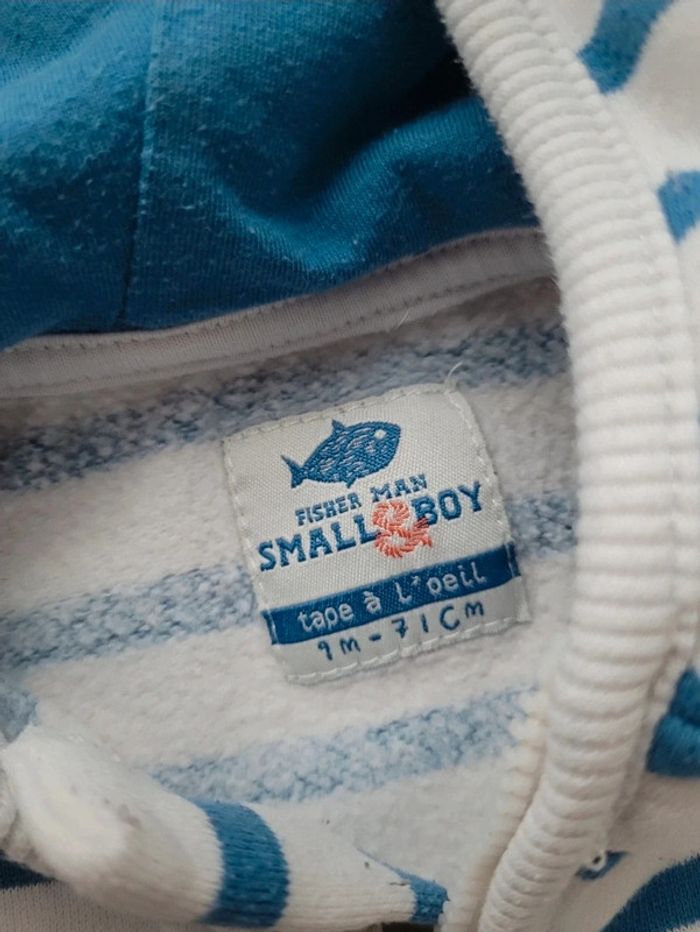 FISHER MAN
SMALL & BOY
tape à l'oeil
9m - 71cm